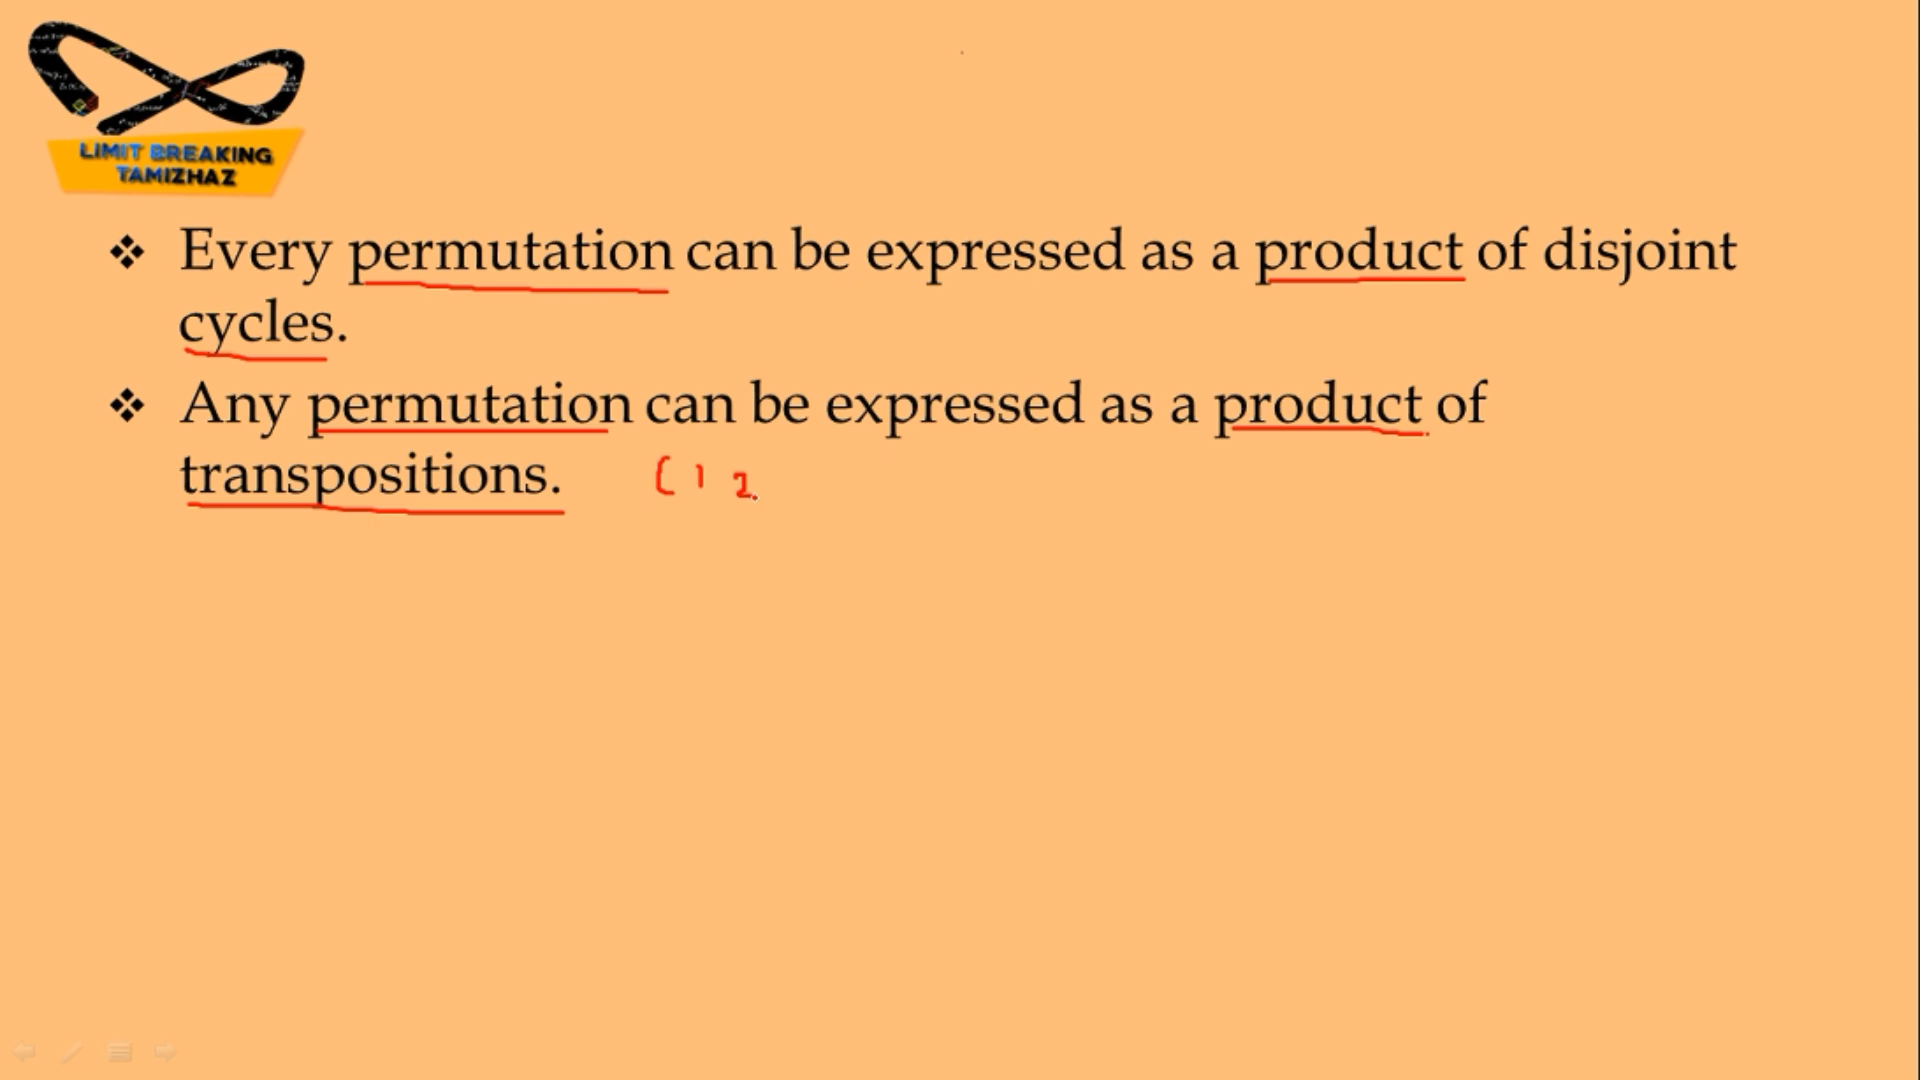 LIMIT BREAKING
TAMIZHAZ
❖ Every permutation can be expressed as a product of disjoint
cycles.
❖ Any permutation can be expressed as a product of
transpositions. ( 1 2